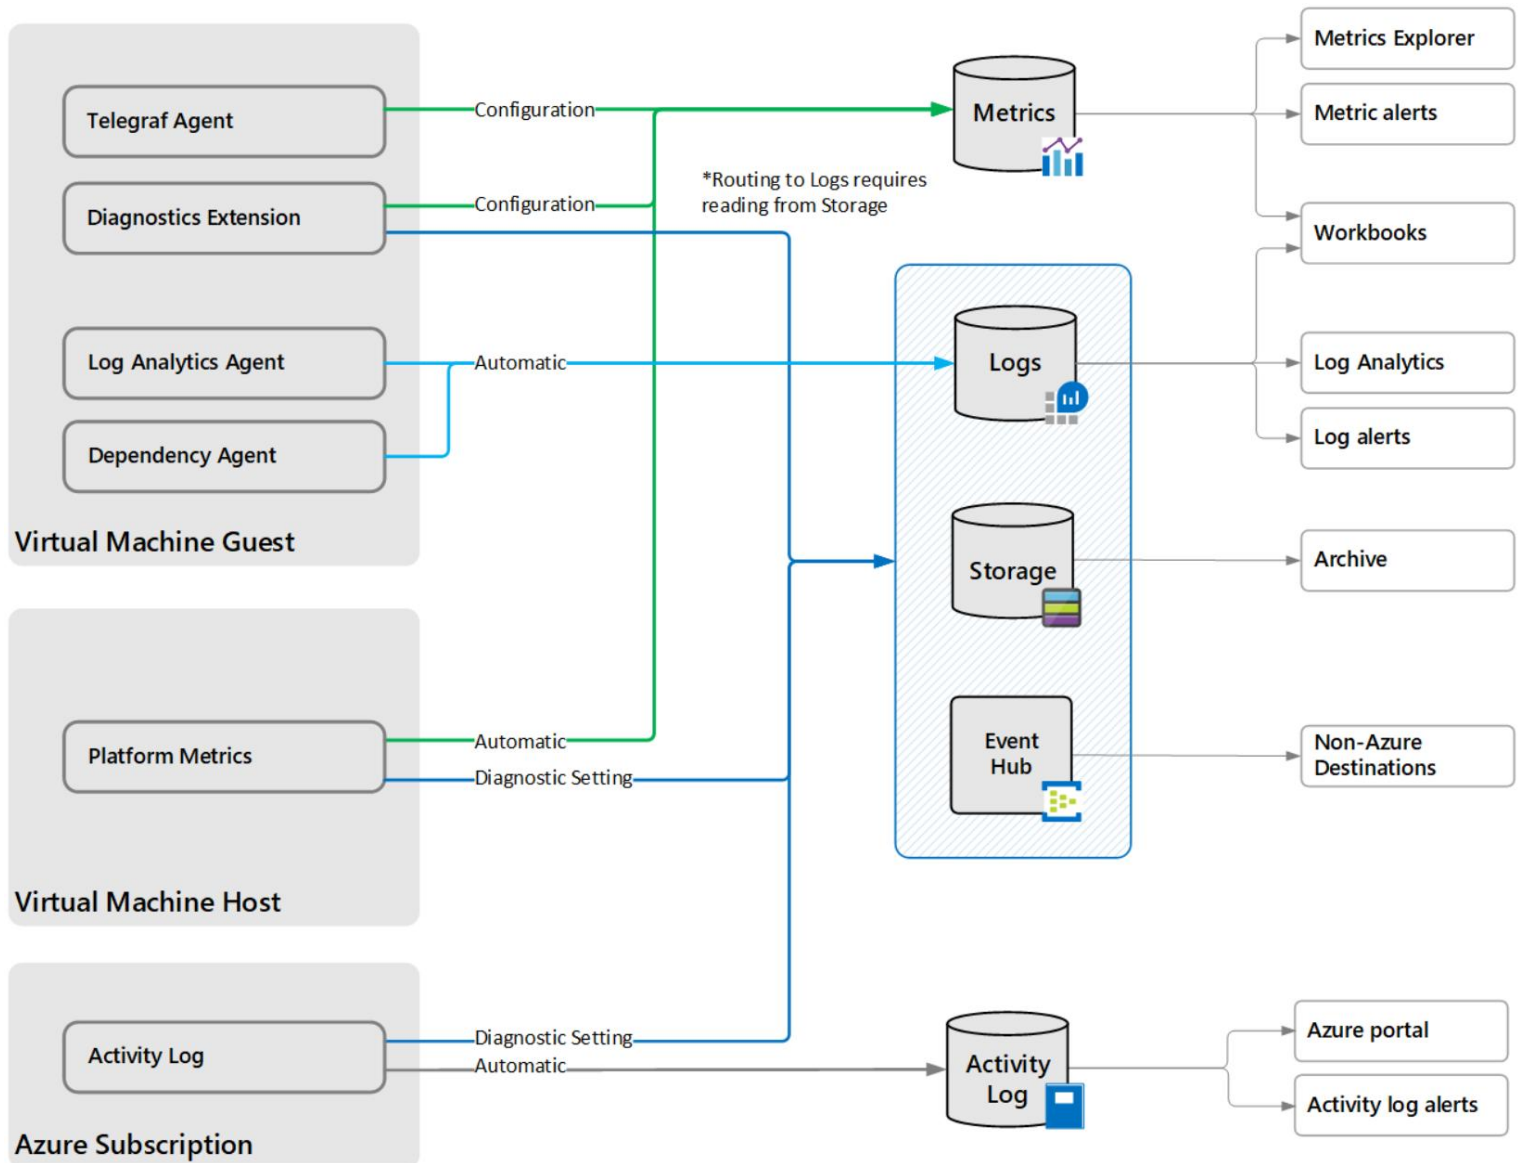 Metrics Explorer
Telegraf Agent
Configuration
Metrics
Metric alerts
Diagnostics Extension
Configuration
*Routing to Logs requires
reading from Storage
Workbooks
Log Analytics Agent
Automatic
Logs
Log Analytics
Dependency Agent
Log alerts
Virtual Machine Guest
Storage
Archive
Platform Metrics
Automatic
Diagnostic Setting
Event
Hub
Non-Azure
Destinations
Virtual Machine Host
Activity Log
Diagnostic Setting
Automatic
Activity
Log
Azure portal
Activity log alerts
Azure Subscription